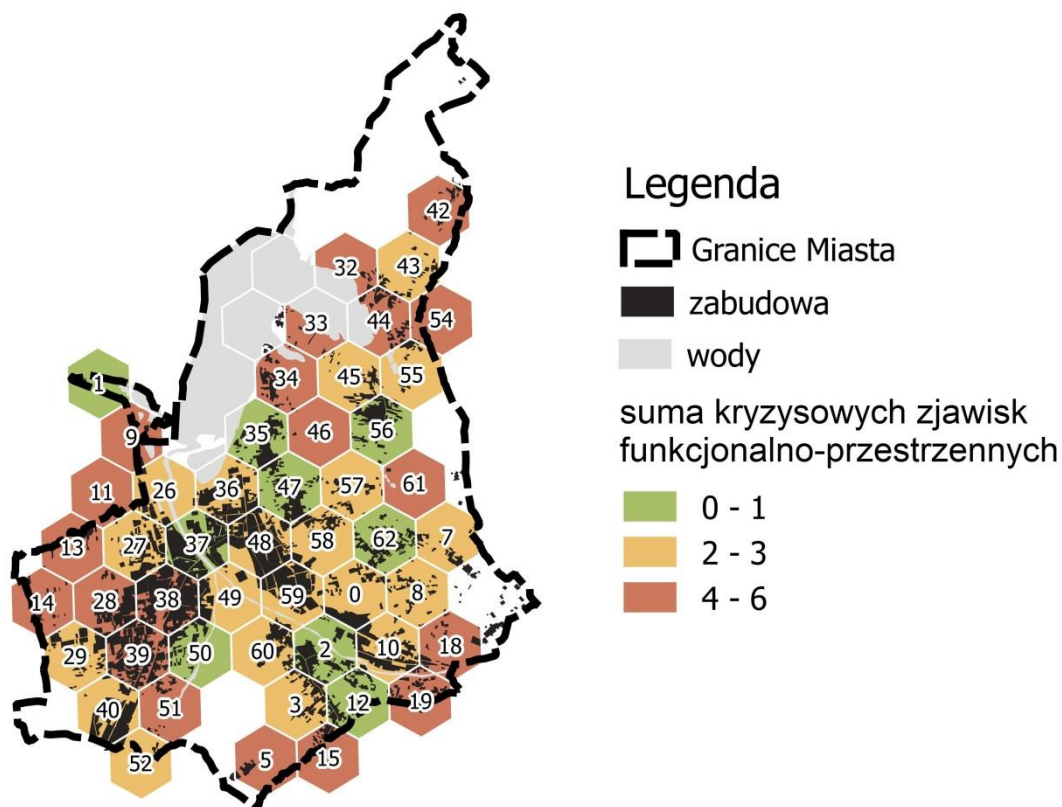 42
32 43
33 44 54
34 45 55
1
35 46 56
9
36 47 57 61
11 26
37 48 58 62 7
13 27
14 28 38 49 59 0 8
29 39 50 60 2 10 18
40 51 3 12 19
52 5 15
Legenda
Granice Miasta
zabudowa
wody
suma kryzysowych zjawisk
funkcjonalno-przestrzennych
0 - 1
2 - 3
4 - 6